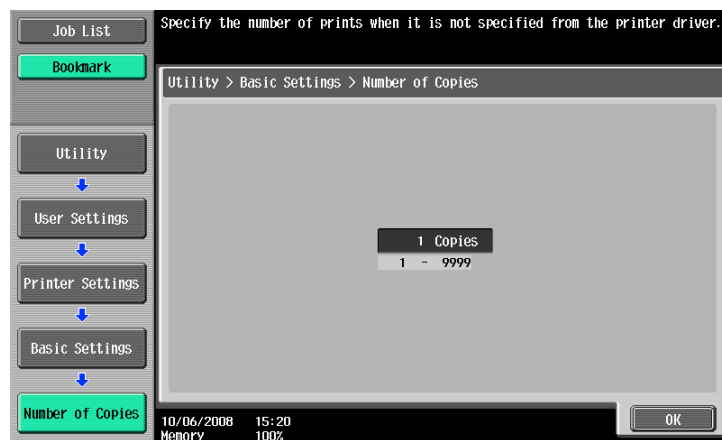 Job List
Bookmark
Utility
User Settings
Printer Settings
Basic Settings
Number of Copies
Specify the number of prints when it is not specified from the printer driver.
Utility > Basic Settings > Number of Copies
1 Copies
1 - 9999
10/06/2008 15:20
Memory 100%
OK